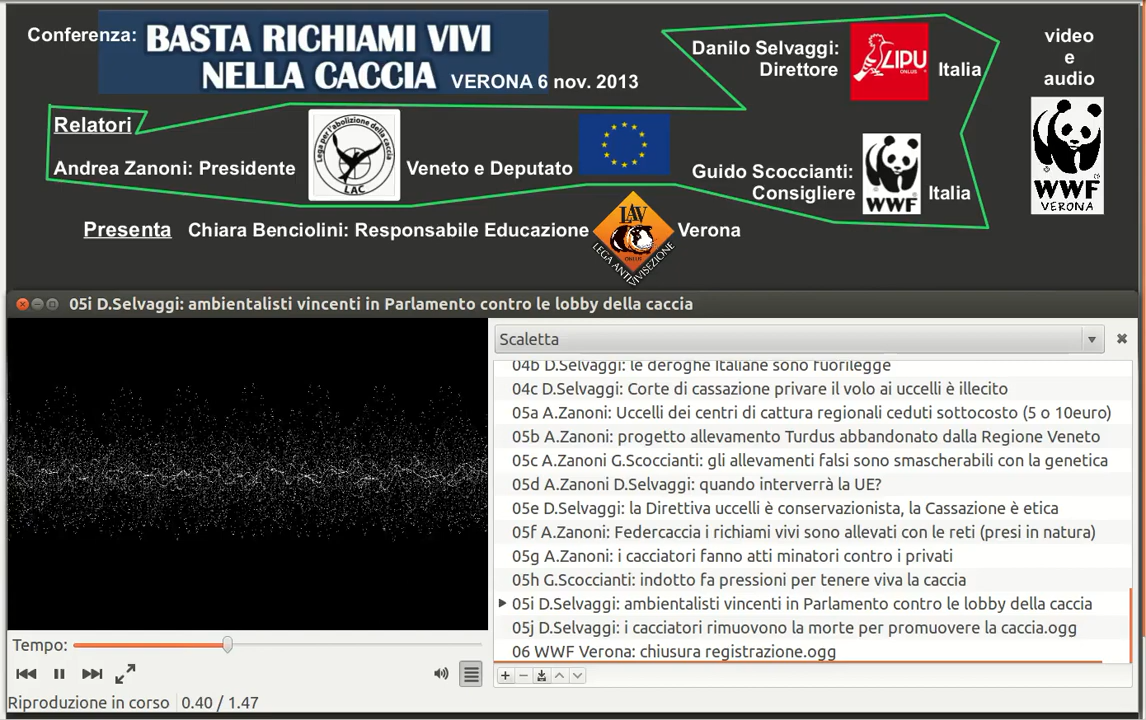 Conferenza:
BASTA RICHIAMI VIVI
NELLA CACCIA
VERONA 6 nov. 2013
Danilo Selvaggi:
Direttore
LIPU
ONLUS
Italia
video
e
audio
WWF
VERONA
Relatori
Andrea Zanoni: Presidente
Lega per l'abolizione della caccia
LAC
Veneto e Deputato
Guido Scoccianti:
Consigliere
WWF
Italia
Presenta
Chiara Benciolini: Responsabile Educazione
LAV
ONLUS
LEGA ANTIVIVISEZIONE
Verona
05i D.Selvaggi: ambientalisti vincenti in Parlamento contro le lobby della caccia
Scaletta
04b D.Selvaggi: le deroghe Italiane sono fuorilegge
04c D.Selvaggi: Corte di cassazione privare il volo ai uccelli è illecito
05a A.Zanoni: Uccelli dei centri di cattura regionali ceduti sottocosto (5 o 10euro)
05b A.Zanoni: progetto allevamento Turdus abbandonato dalla Regione Veneto
05c A.Zanoni G.Scoccianti: gli allevamenti falsi sono smascherabili con la genetica
05d A.Zanoni D.Selvaggi: quando interverrà la UE?
05e D.Selvaggi: la Direttiva uccelli è conservazionista, la Cassazione è etica
05f A.Zanoni: Federcaccia i richiami vivi sono allevati con le reti (presi in natura)
05g A.Zanoni: i cacciatori fanno atti minatori contro i privati
05h G.Scoccianti: indotto fa pressioni per tenere viva la caccia
05i D.Selvaggi: ambientalisti vincenti in Parlamento contro le lobby della caccia
05j D.Selvaggi: i cacciatori rimuovono la morte per promuovere la caccia.ogg
06 WWF Verona: chiusura registrazione.ogg
Tempo:
Riproduzione in corso
0.40 / 1.47